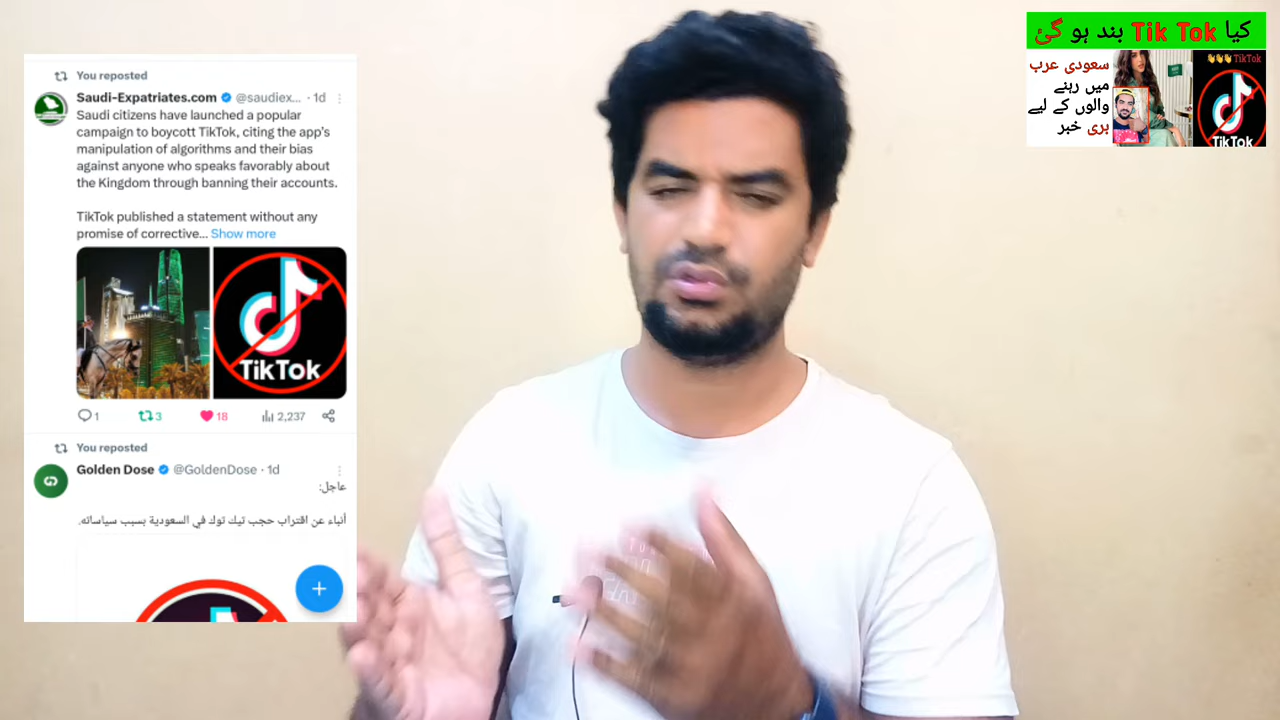 You reposted
Saudi-Expatriates.com @saudiex... · 1d
Saudi citizens have launched a popular
campaign to boycott TikTok, citing the app's
manipulation of algorithms and their bias
against anyone who speaks favorably about
the Kingdom through banning their accounts.
TikTok published a statement without any
promise of corrective... Show more
TikTok
1 3 18 2,237
You reposted
Golden Dose @GoldenDose · 1d
عاجل:
أنباء عن اقتراب حجب تيك توك في السعودية بسبب سياساته.
کیا Tik Tok بند ہو گئ
سعودی عرب
میں رہنے
والوں کے لیے
بری خبر
TikTok
TikTok